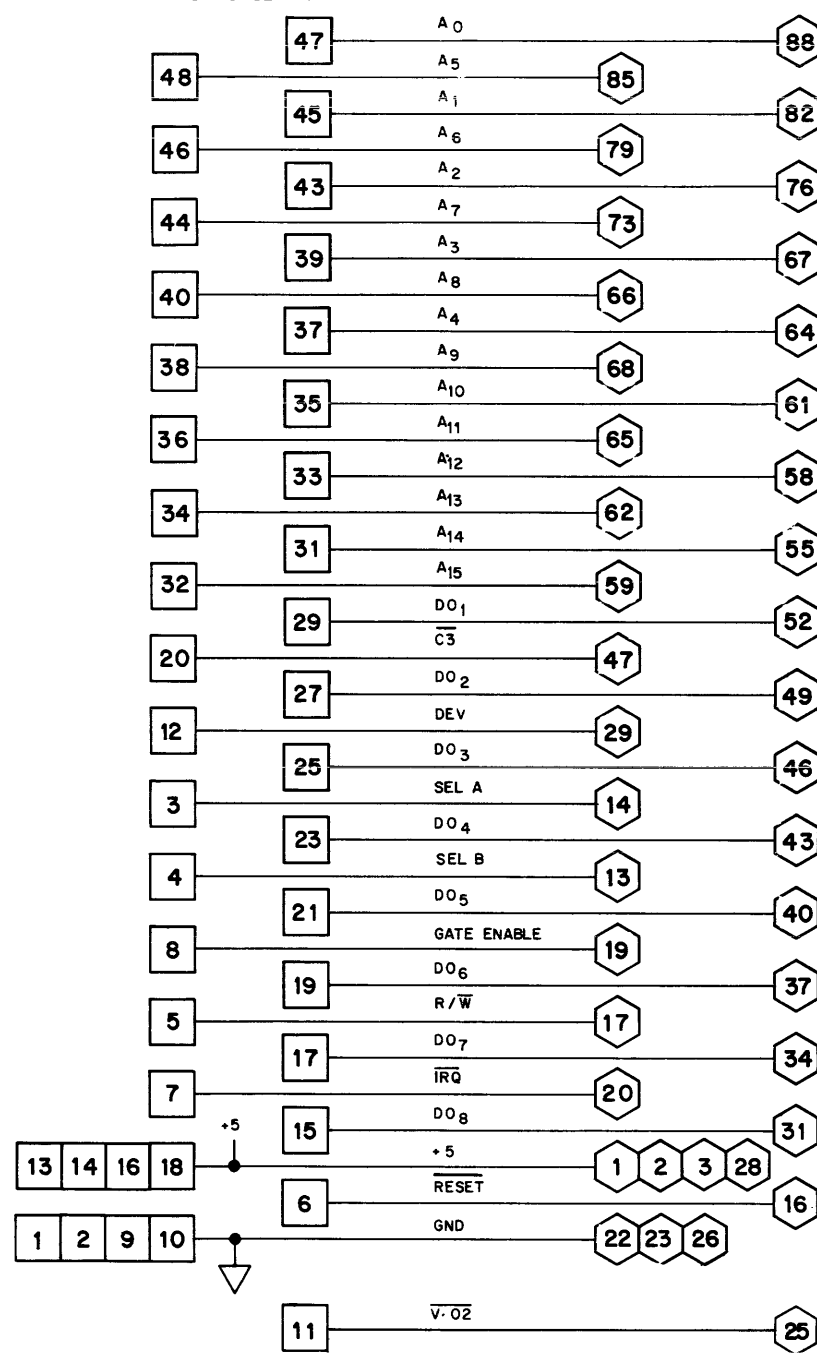 47 A0 88
48 A5 85
45 A1 82
46 A6 79
43 A2 76
44 A7 73
39 A3 67
40 A8 66
37 A4 64
38 A9 68
35 A10 61
36 A11 65
33 A12 58
34 A13 62
31 A14 55
32 A15 59
29 DO1 52
20 C̅3̅ 47
27 DO2 49
12 DEV 29
25 DO3 46
3 SEL A 14
23 DO4 43
4 SEL B 13
21 DO5 40
8 GATE ENABLE 19
19 DO6 37
5 R/W̅ 17
17 DO7 34
7 I̅R̅Q̅ 20
15 DO8 31
+5
13 14 16 18 +5 1 2 3 28
6 R̅E̅S̅E̅T̅ 16
1 2 9 10 GND 22 23 26
11 V̅·̅0̅2̅ 25